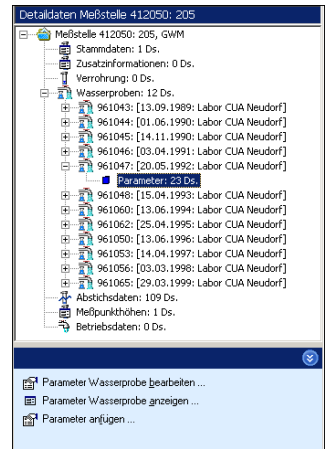 Detaildaten Meßstelle 412050: 205
Meßstelle 412050: 205, GWM
Stammdaten: 1 Ds.
Zusatzinformationen: 0 Ds.
Verrohrung: 0 Ds.
Wasserproben: 12 Ds.
961043: [13.09.1989: Labor CUA Neudorf]
961044: [01.06.1990: Labor CUA Neudorf]
961045: [14.11.1990: Labor CUA Neudorf]
961046: [03.04.1991: Labor CUA Neudorf]
961047: [20.05.1992: Labor CUA Neudorf]
Parameter: 23 Ds.
961048: [15.04.1993: Labor CUA Neudorf]
961060: [13.06.1994: Labor CUA Neudorf]
961062: [25.04.1995: Labor CUA Neudorf]
961050: [13.06.1996: Labor CUA Neudorf]
961053: [14.04.1997: Labor CUA Neudorf]
961056: [03.03.1998: Labor CUA Neudorf]
961065: [29.03.1999: Labor CUA Neudorf]
Abstichsdaten: 109 Ds.
Meßpunkthöhen: 1 Ds.
Betriebsdaten: 0 Ds.
Parameter Wasserprobe bearbeiten ...
Parameter Wasserprobe anzeigen ...
Parameter anfügen ...